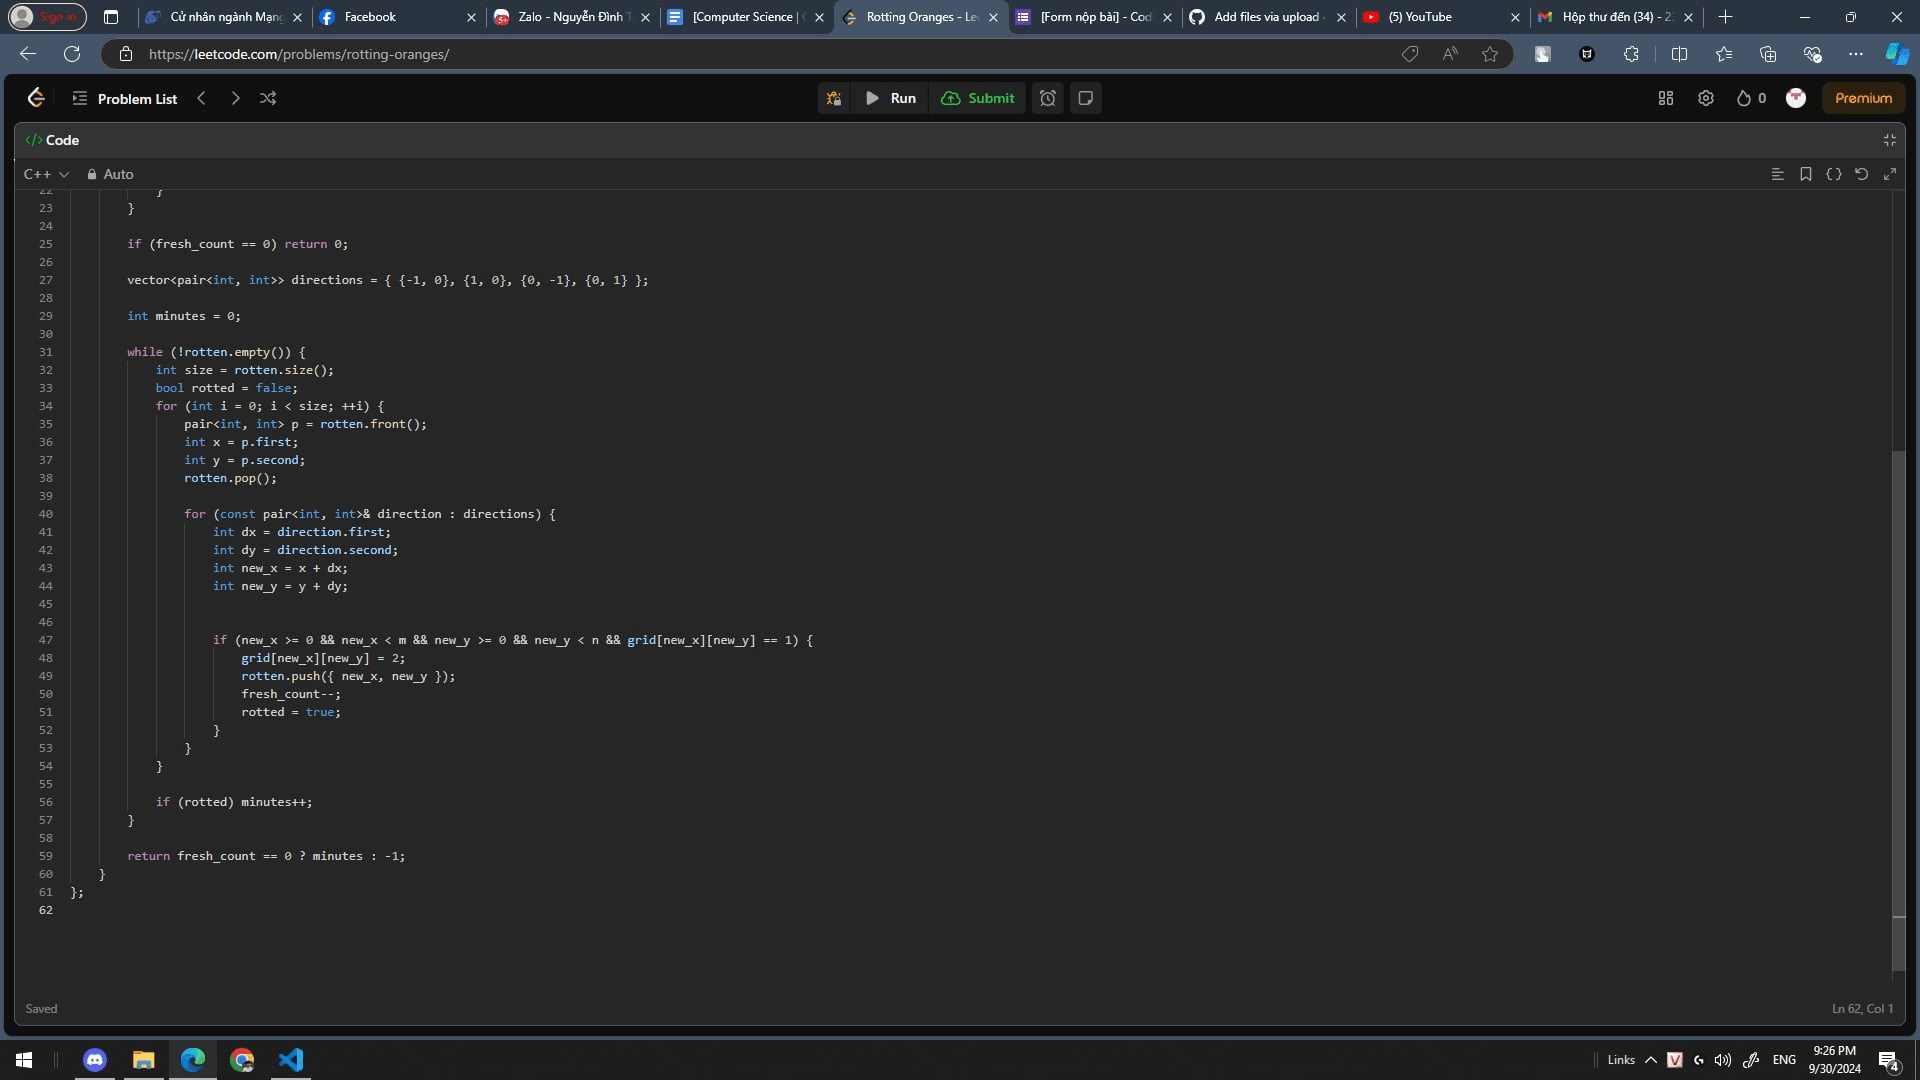 Sign in
Cử nhân ngành Mạng
Facebook
Zalo - Nguyễn Đình T
[Computer Science |
Rotting Oranges - Le
[Form nộp bài] - Codi
Add files via upload
(5) YouTube
Hộp thư đến (34) - 23
https://leetcode.com/problems/rotting-oranges/
Problem List
Run
Submit
0
Premium
</> Code
C++ Auto
22 }
23 }
24
25 if (fresh_count == 0) return 0;
26
27 vector<pair<int, int>> directions = { {-1, 0}, {1, 0}, {0, -1}, {0, 1} };
28
29 int minutes = 0;
30
31 while (!rotten.empty()) {
32 int size = rotten.size();
33 bool rotted = false;
34 for (int i = 0; i < size; ++i) {
35 pair<int, int> p = rotten.front();
36 int x = p.first;
37 int y = p.second;
38 rotten.pop();
39
40 for (const pair<int, int>& direction : directions) {
41 int dx = direction.first;
42 int dy = direction.second;
43 int new_x = x + dx;
44 int new_y = y + dy;
45
46
47 if (new_x >= 0 && new_x < m && new_y >= 0 && new_y < n && grid[new_x][new_y] == 1) {
48 grid[new_x][new_y] = 2;
49 rotten.push({ new_x, new_y });
50 fresh_count--;
51 rotted = true;
52 }
53 }
54 }
55
56 if (rotted) minutes++;
57 }
58
59 return fresh_count == 0 ? minutes : -1;
60 }
61 };
62
Saved
Ln 62, Col 1
Links
ENG
9:26 PM
9/30/2024
4